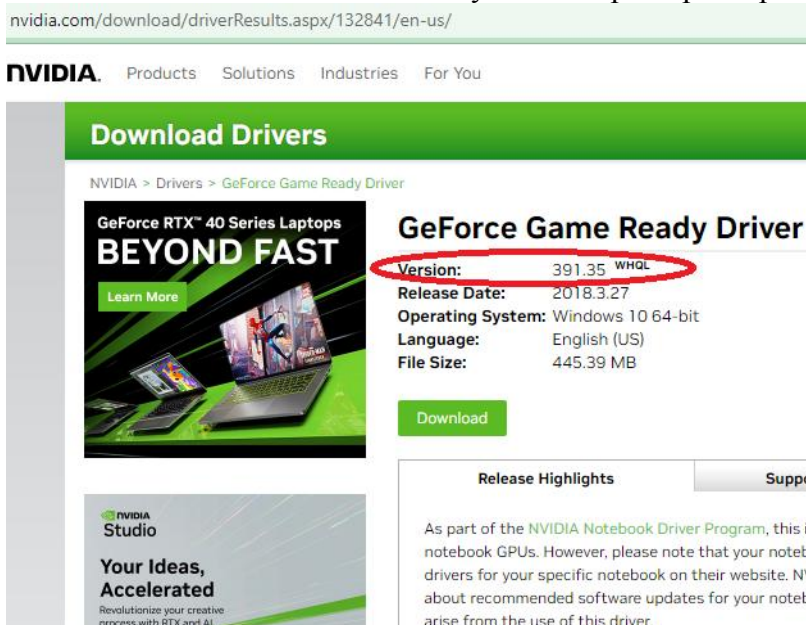 nvidia.com/download/driverResults.aspx/132841/en-us/
NVIDIA. Products Solutions Industries For You
Download Drivers
NVIDIA > Drivers > GeForce Game Ready Driver
GeForce RTX™ 40 Series Laptops
BEYOND FAST
Learn More
GeForce Game Ready Driver
Version: 391.35 WHQL
Release Date: 2018.3.27
Operating System: Windows 10 64-bit
Language: English (US)
File Size: 445.39 MB
Download
Release Highlights
NVIDIA
Studio
Your Ideas,
Accelerated
Revolutionize your creative
process with RTX and AI
As part of the NVIDIA Notebook Driver Program, this
notebook GPUs. However, please note that your
drivers for your specific notebook on their website.
about recommended software updates for your
arise from the use of this driver.